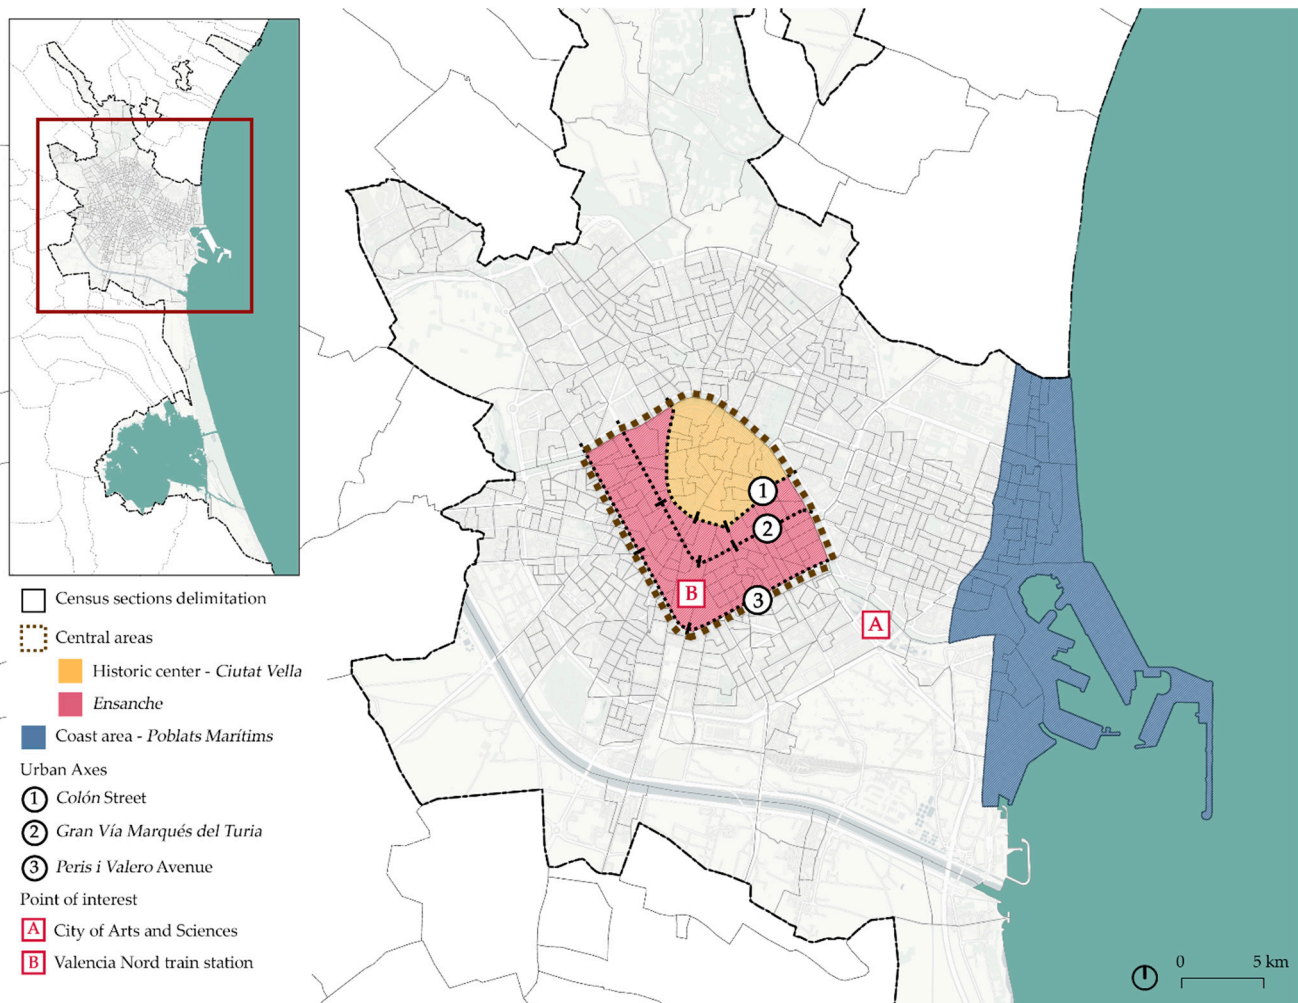 1
2
B
3
A
Census sections delimitation
Central areas
Historic center - Ciutat Vella
Ensanche
Coast area - Poblats Marítims
Urban Axes
1 Colón Street
2 Gran Vía Marqués del Turia
3 Peris i Valero Avenue
Point of interest
A City of Arts and Sciences
B Valencia Nord train station
0 5 km